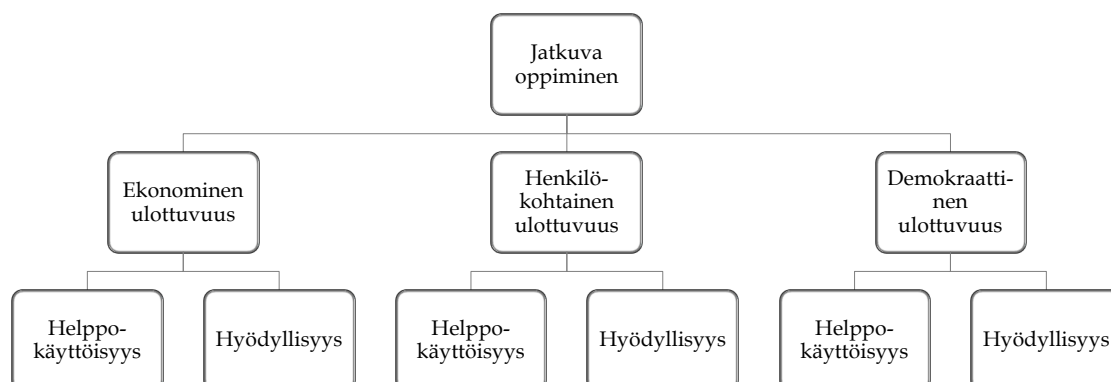 Jatkuva
oppiminen
Ekonominen
ulottuvuus
Henkilö-
kohtainen
ulottuvuus
Demokraatti-
nen
ulottuvuus
Helppo-
käyttöisyys
Hyödyllisyys
Helppo-
käyttöisyys
Hyödyllisyys
Helppo-
käyttöisyys
Hyödyllisyys